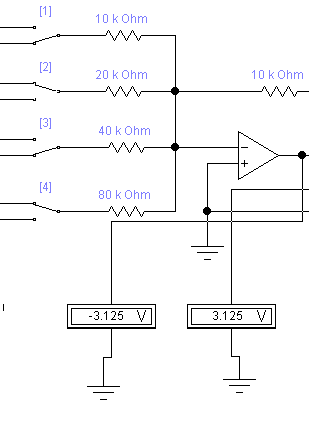 [1]
10 k Ohm
[2]
20 k Ohm
10 k Ohm
[3]
40 k Ohm
[4]
80 k Ohm
-3.125 V
3.125 V